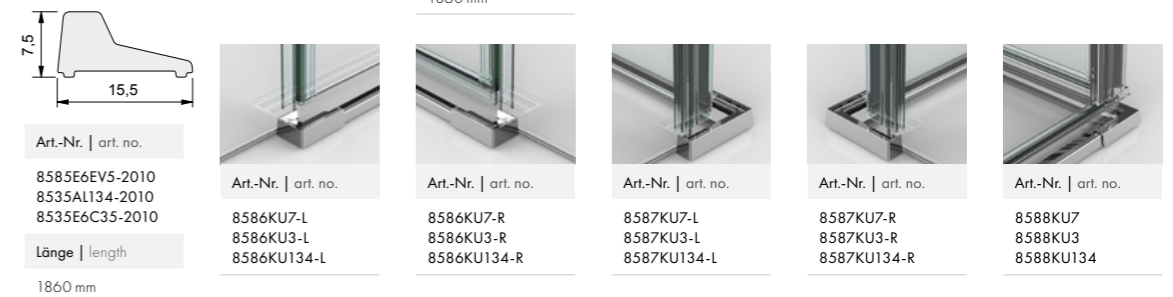 1860 mm
7,5
15,5
Art.-Nr. | art. no.
8585E6EV5-2010
8535AL134-2010
8535E6C35-2010
Länge | length
1860 mm
Art.-Nr. | art. no.
8586KU7-L
8586KU3-L
8586KU134-L
Art.-Nr. | art. no.
8586KU7-R
8586KU3-R
8586KU134-R
Art.-Nr. | art. no.
8587KU7-L
8587KU3-L
8587KU134-L
Art.-Nr. | art. no.
8587KU7-R
8587KU3-R
8587KU134-R
Art.-Nr. | art. no.
8588KU7
8588KU3
8588KU134